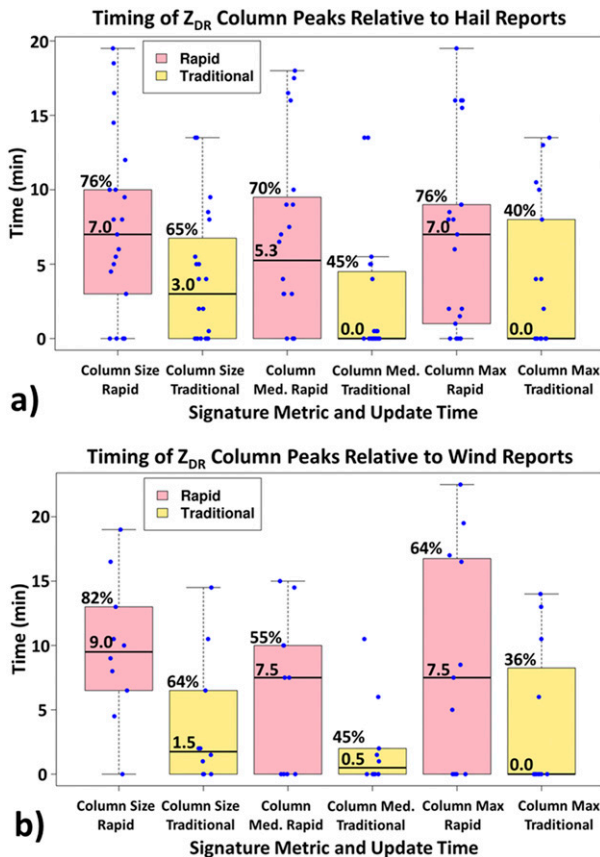 Timing of ZDR Column Peaks Relative to Hail Reports
Rapid
Traditional
Time (min)
20
15
10
5
0
76%
7.0
65%
3.0
70%
5.3
45%
0.0
76%
7.0
40%
0.0
Column Size Rapid
Column Size Traditional
Column Med. Rapid
Column Med. Traditional
Column Max Rapid
Column Max Traditional
a)
Signature Metric and Update Time
Timing of ZDR Column Peaks Relative to Wind Reports
Rapid
Traditional
Time (min)
20
15
10
5
0
82%
9.0
64%
1.5
55%
7.5
45%
0.5
64%
7.5
36%
0.0
Column Size Rapid
Column Size Traditional
Column Med. Rapid
Column Med. Traditional
Column Max Rapid
Column Max Traditional
b)
Signature Metric and Update Time